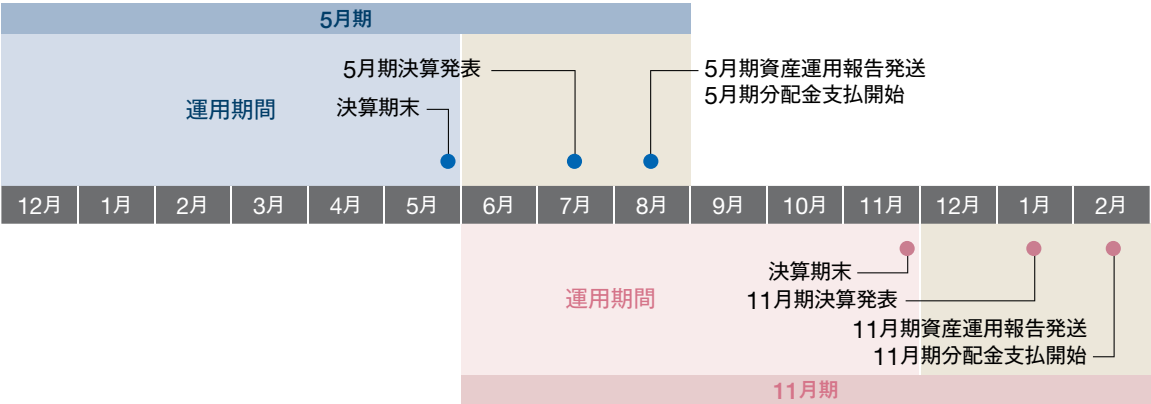 5月期
5月期決算発表
5月期資産運用報告発送
5月期分配金支払開始
運用期間
決算期末
12月 1月 2月 3月 4月 5月 6月 7月 8月 9月 10月 11月 12月 1月 2月
決算期末
運用期間
11月期決算発表
11月期資産運用報告発送
11月期分配金支払開始
11月期